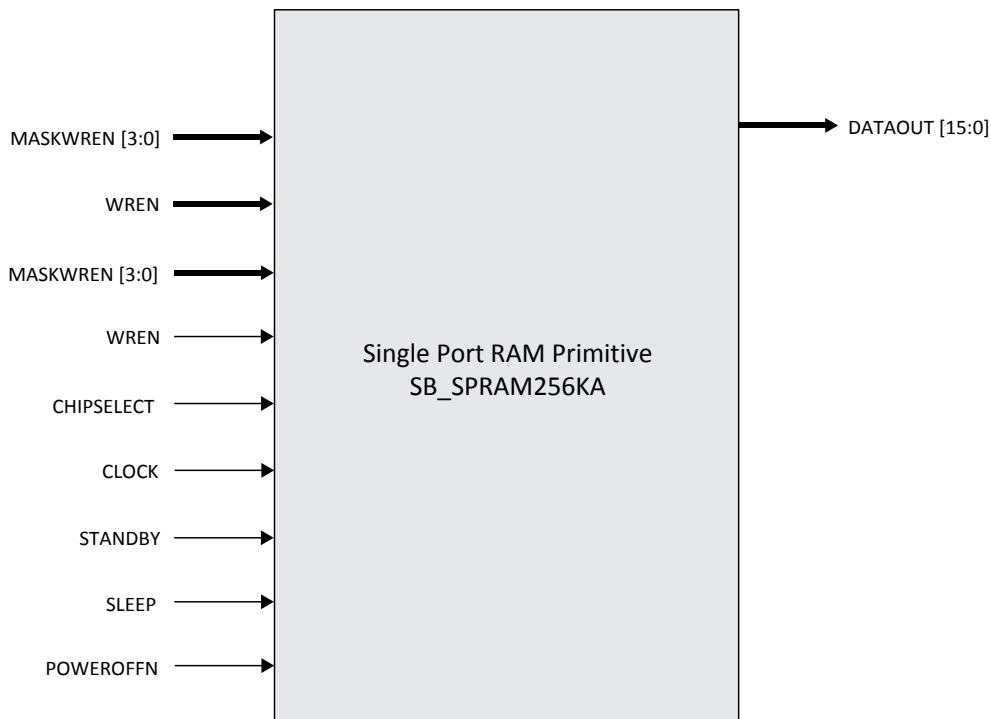 MASKWREN [3:0]
DATAOUT [15:0]
WREN
MASKWREN [3:0]
WREN
Single Port RAM Primitive
SB_SPRAM256KA
CHIPSELECT
CLOCK
STANDBY
SLEEP
POWEROFFN